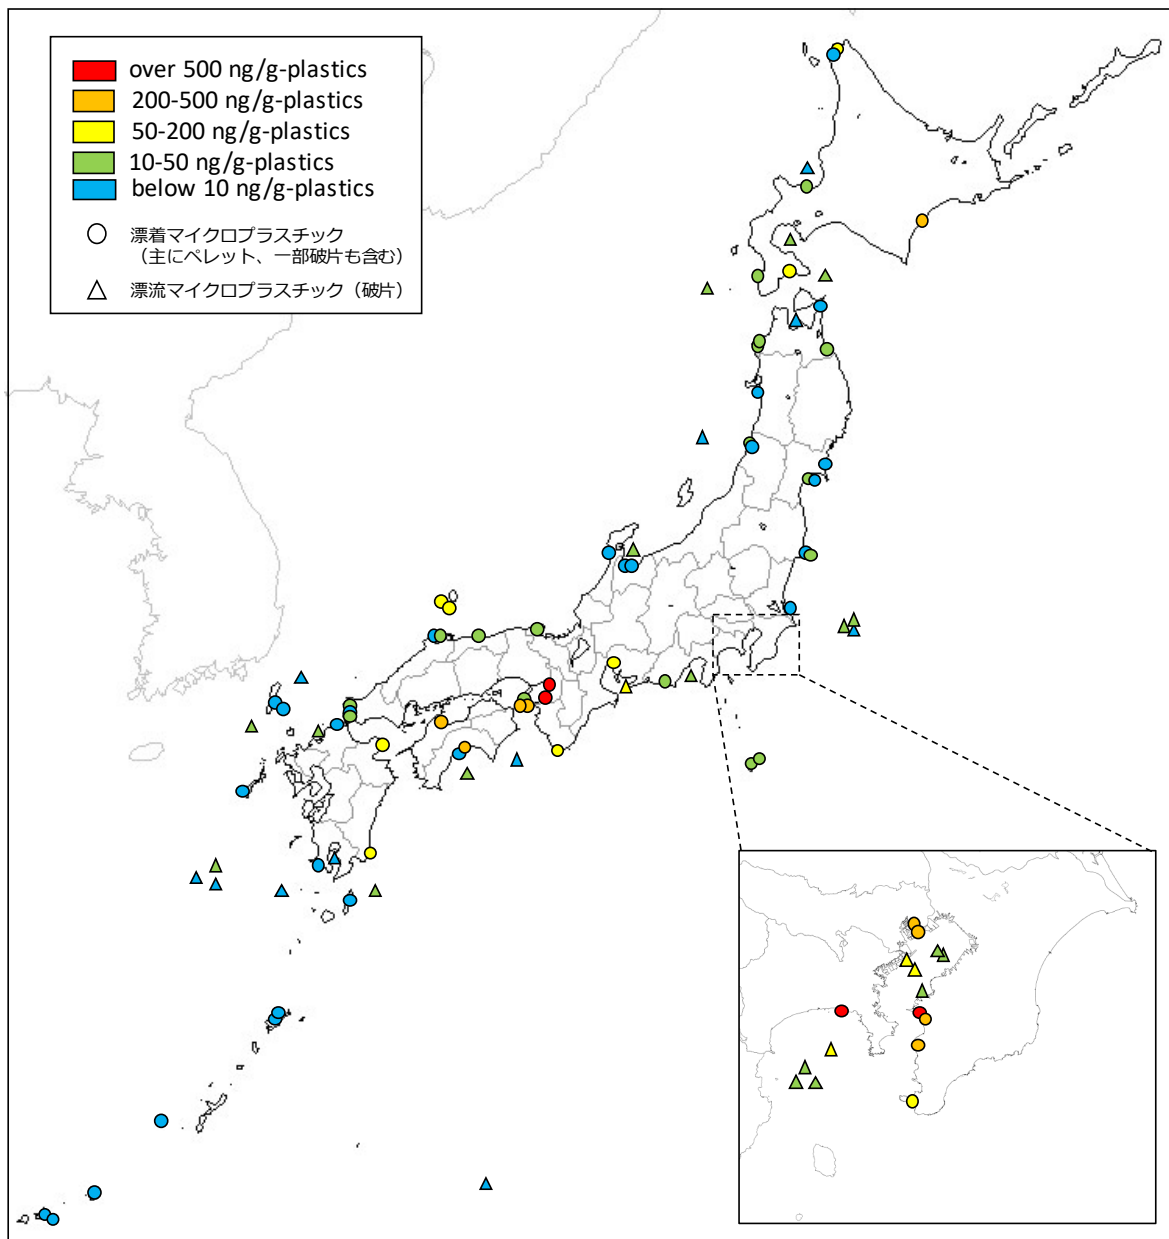 over 500 ng/g-plastics
200-500 ng/g-plastics
50-200 ng/g-plastics
10-50 ng/g-plastics
below 10 ng/g-plastics
漂着マイクロプラスチック
（主にペレット、一部破片も含む）
漂流マイクロプラスチック（破片）